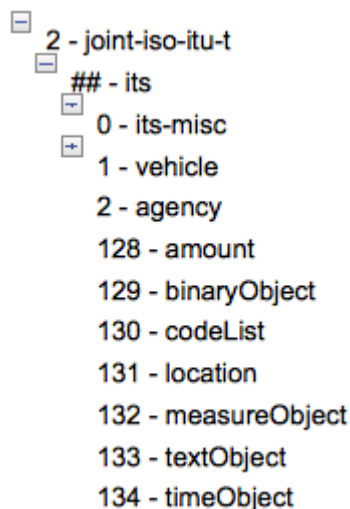 2 - joint-iso-itu-t
## - its
0 - its-misc
1 - vehicle
2 - agency
128 - amount
129 - binaryObject
130 - codeList
131 - location
132 - measureObject
133 - textObject
134 - timeObject